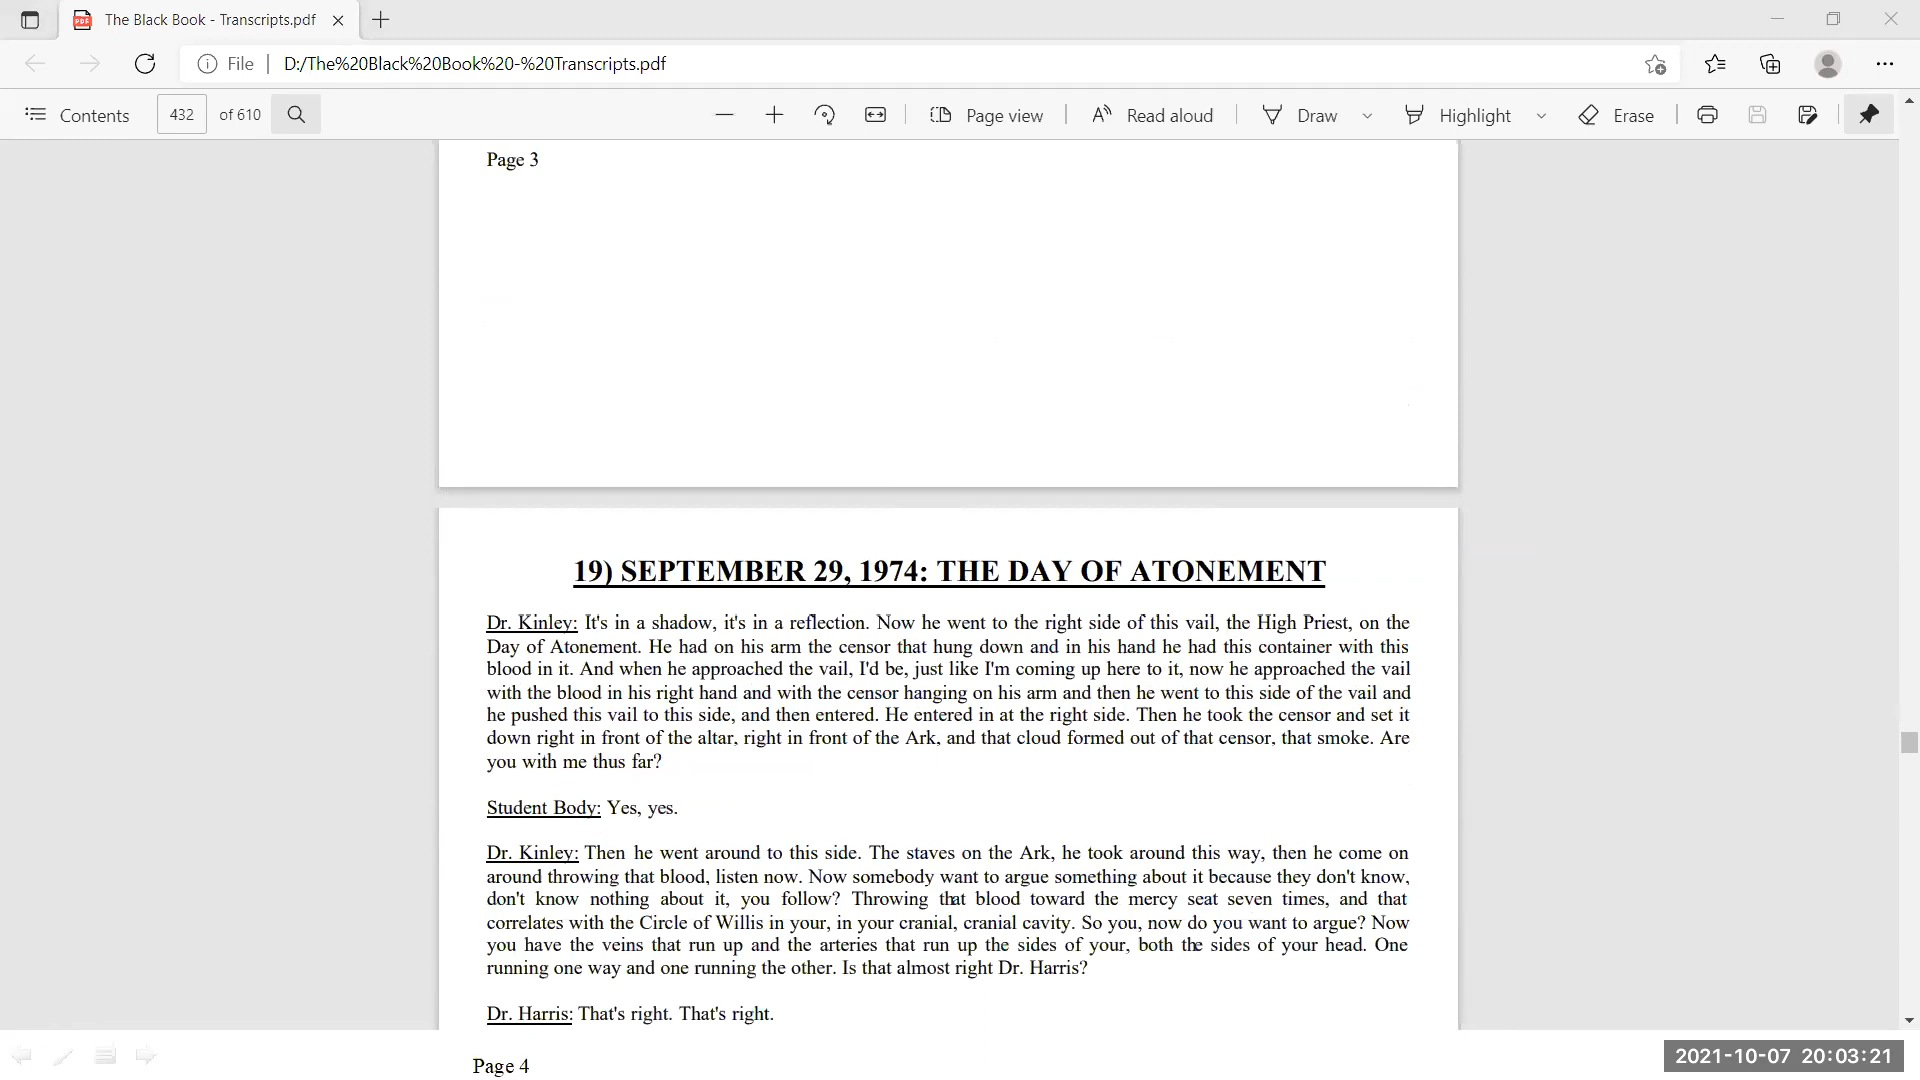 The Black Book - Transcripts.pdf
File
D:/The%20Black%20Book%20-%20Transcripts.pdf
Contents
432 of 610
Page view
Read aloud
Draw
Highlight
Erase
Page 3
19) SEPTEMBER 29, 1974: THE DAY OF ATONEMENT
Dr. Kinley: It's in a shadow, it's in a reflection. Now he went to the right side of this vail, the High Priest, on the
Day of Atonement. He had on his arm the censor that hung down and in his hand he had this container with this
blood in it. And when he approached the vail, I'd be, just like I'm coming up here to it, now he approached the vail
with the blood in his right hand and with the censor hanging on his arm and then he went to this side of the vail and
he pushed this vail to this side, and then entered. He entered in at the right side. Then he took the censor and set it
down right in front of the altar, right in front of the Ark, and that cloud formed out of that censor, that smoke. Are
you with me thus far?
Student Body: Yes, yes.
Dr. Kinley: Then he went around to this side. The staves on the Ark, he took around this way, then he come on
around throwing that blood, listen now. Now somebody want to argue something about it because they don't know,
don't know nothing about it, you follow? Throwing that blood toward the mercy seat seven times, and that
correlates with the Circle of Willis in your, in your cranial, cranial cavity. So you, now do you want to argue? Now
you have the veins that run up and the arteries that run up the sides of your, both the sides of your head. One
running one way and one running the other. Is that almost right Dr. Harris?
Dr. Harris: That's right. That's right.
Page 4
2021-10-07 20:03:21